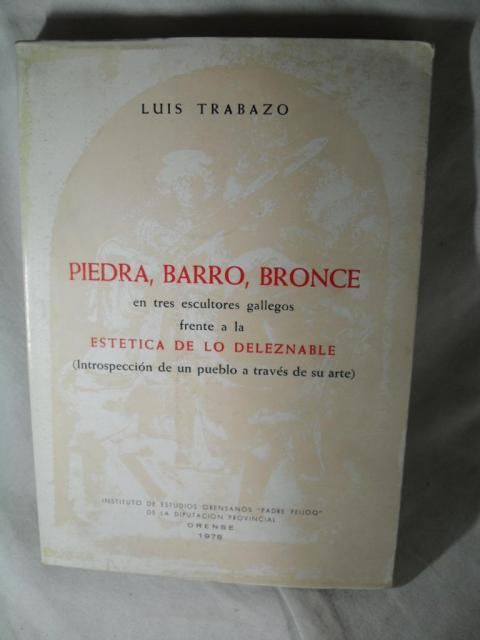 LUIS TRABAZO
PIEDRA, BARRO, BRONCE
en tres escultores gallegos
frente a la
ESTETICA DE LO DELEZNABLE
(Introspección de un pueblo a través de su arte)
INSTITUTO DE ESTUDIOS ORENSANOS "PADRE FEIJOO"
DE LA DIPUTACION PROVINCIAL
ORENSE
1978